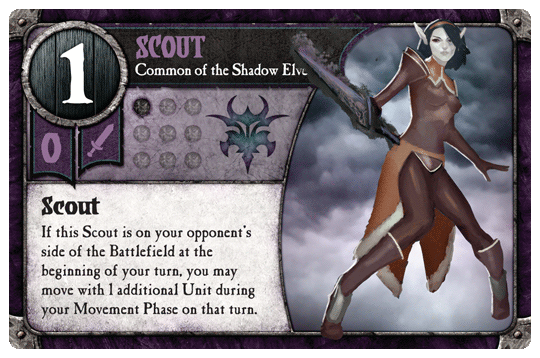 1
SCOUT
Common of the Shadow
0
Scout
If this Scout is on your opponent's
side of the Battlefield at the
beginning of your turn, you may
move with 1 additional Unit during
your Movement Phase on that turn.